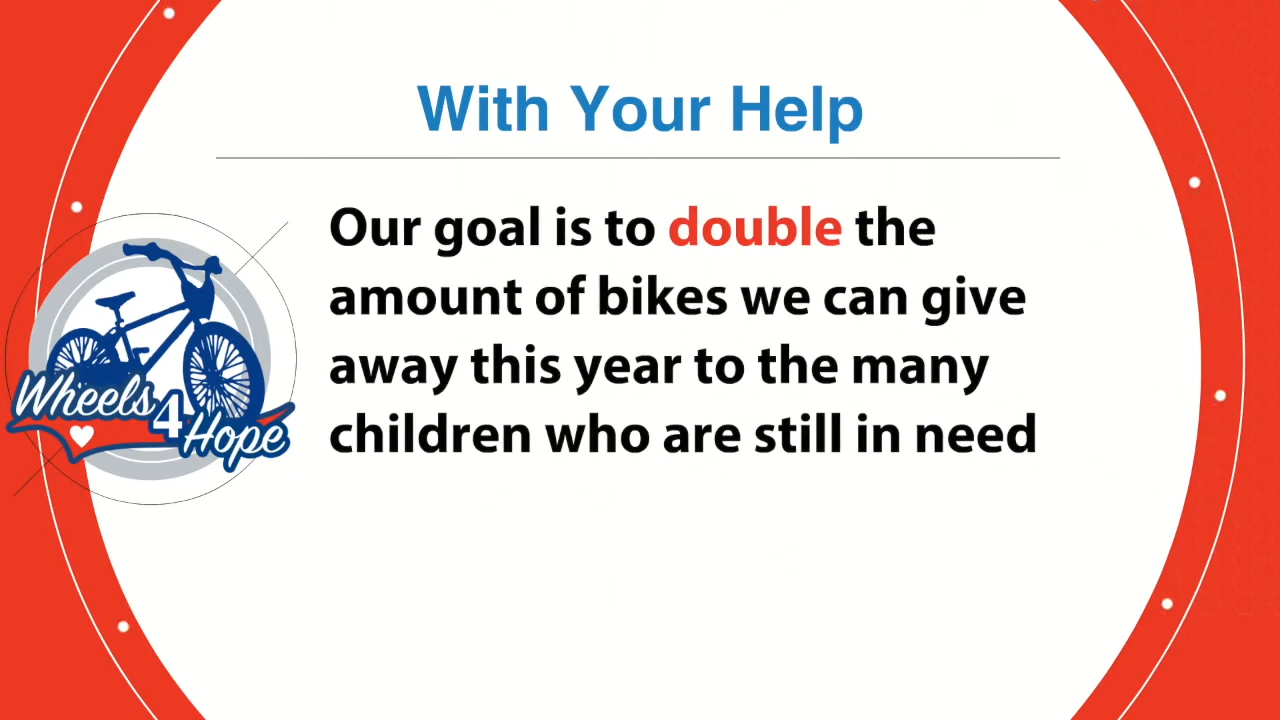 With Your Help
Our goal is to double the
amount of bikes we can give
away this year to the many
children who are still in need
Wheels
4
Hope